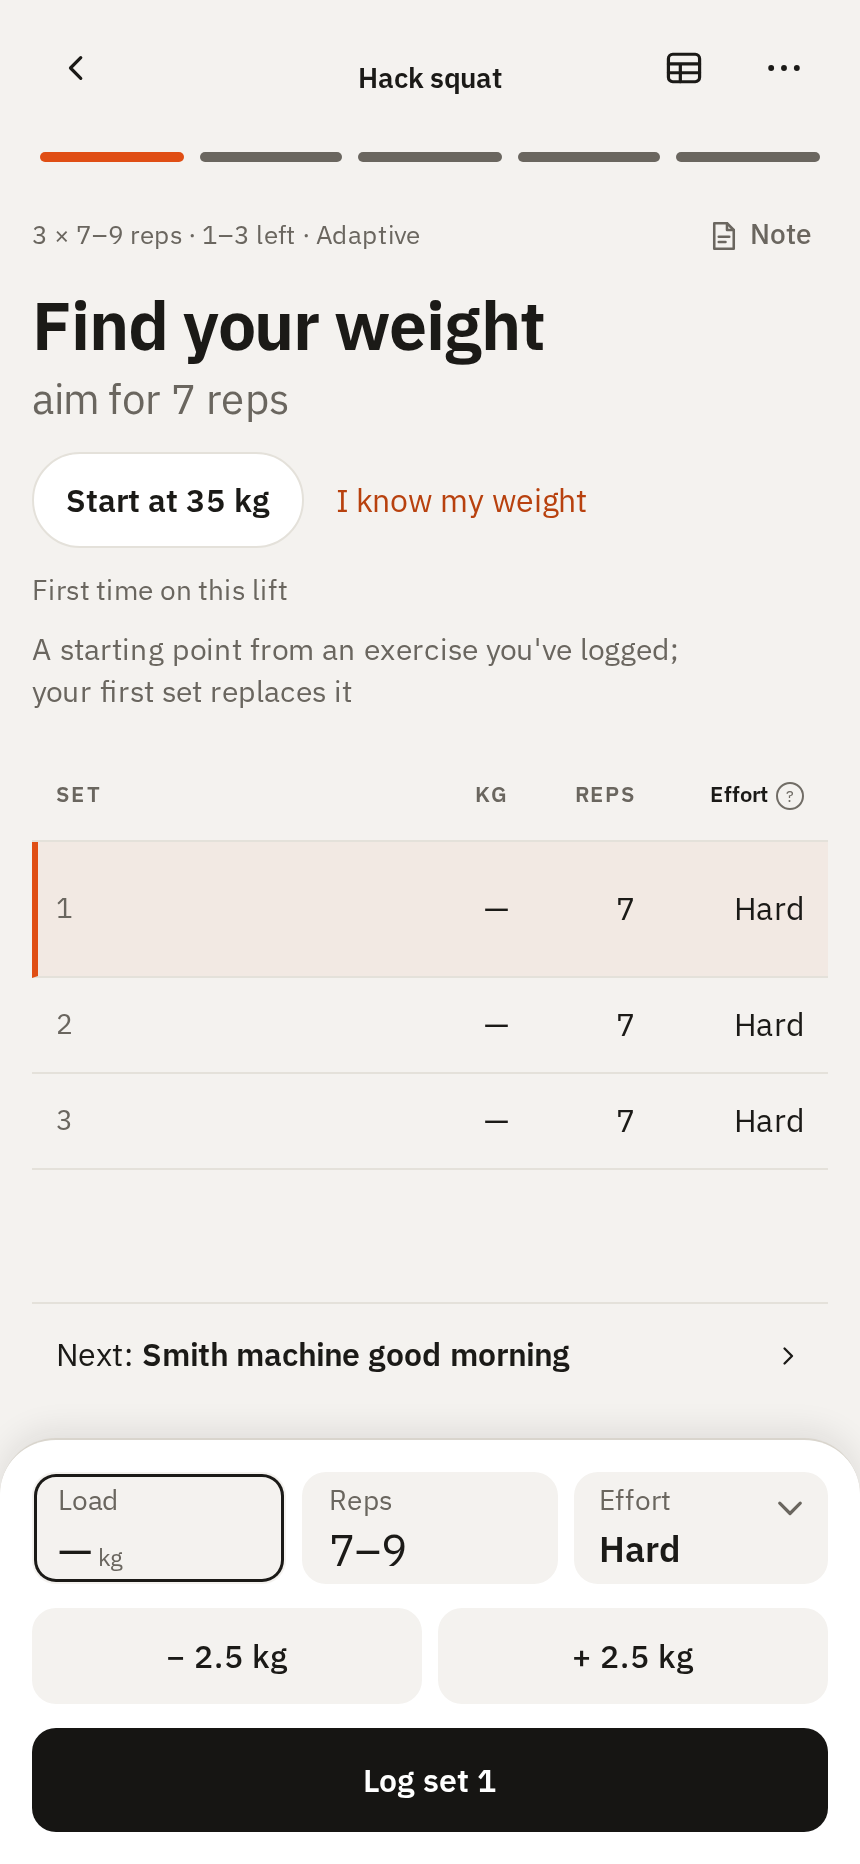 Hack squat
3 × 7–9 reps · 1–3 left · Adaptive
Note
Find your weight
aim for 7 reps
Start at 35 kg
I know my weight
First time on this lift
A starting point from an exercise you've logged;
your first set replaces it
SET KG REPS Effort ?
1 — 7 Hard
2 — 7 Hard
3 — 7 Hard
Next: Smith machine good morning
Load Reps Effort
— kg 7–9 Hard
− 2.5 kg + 2.5 kg
Log set 1